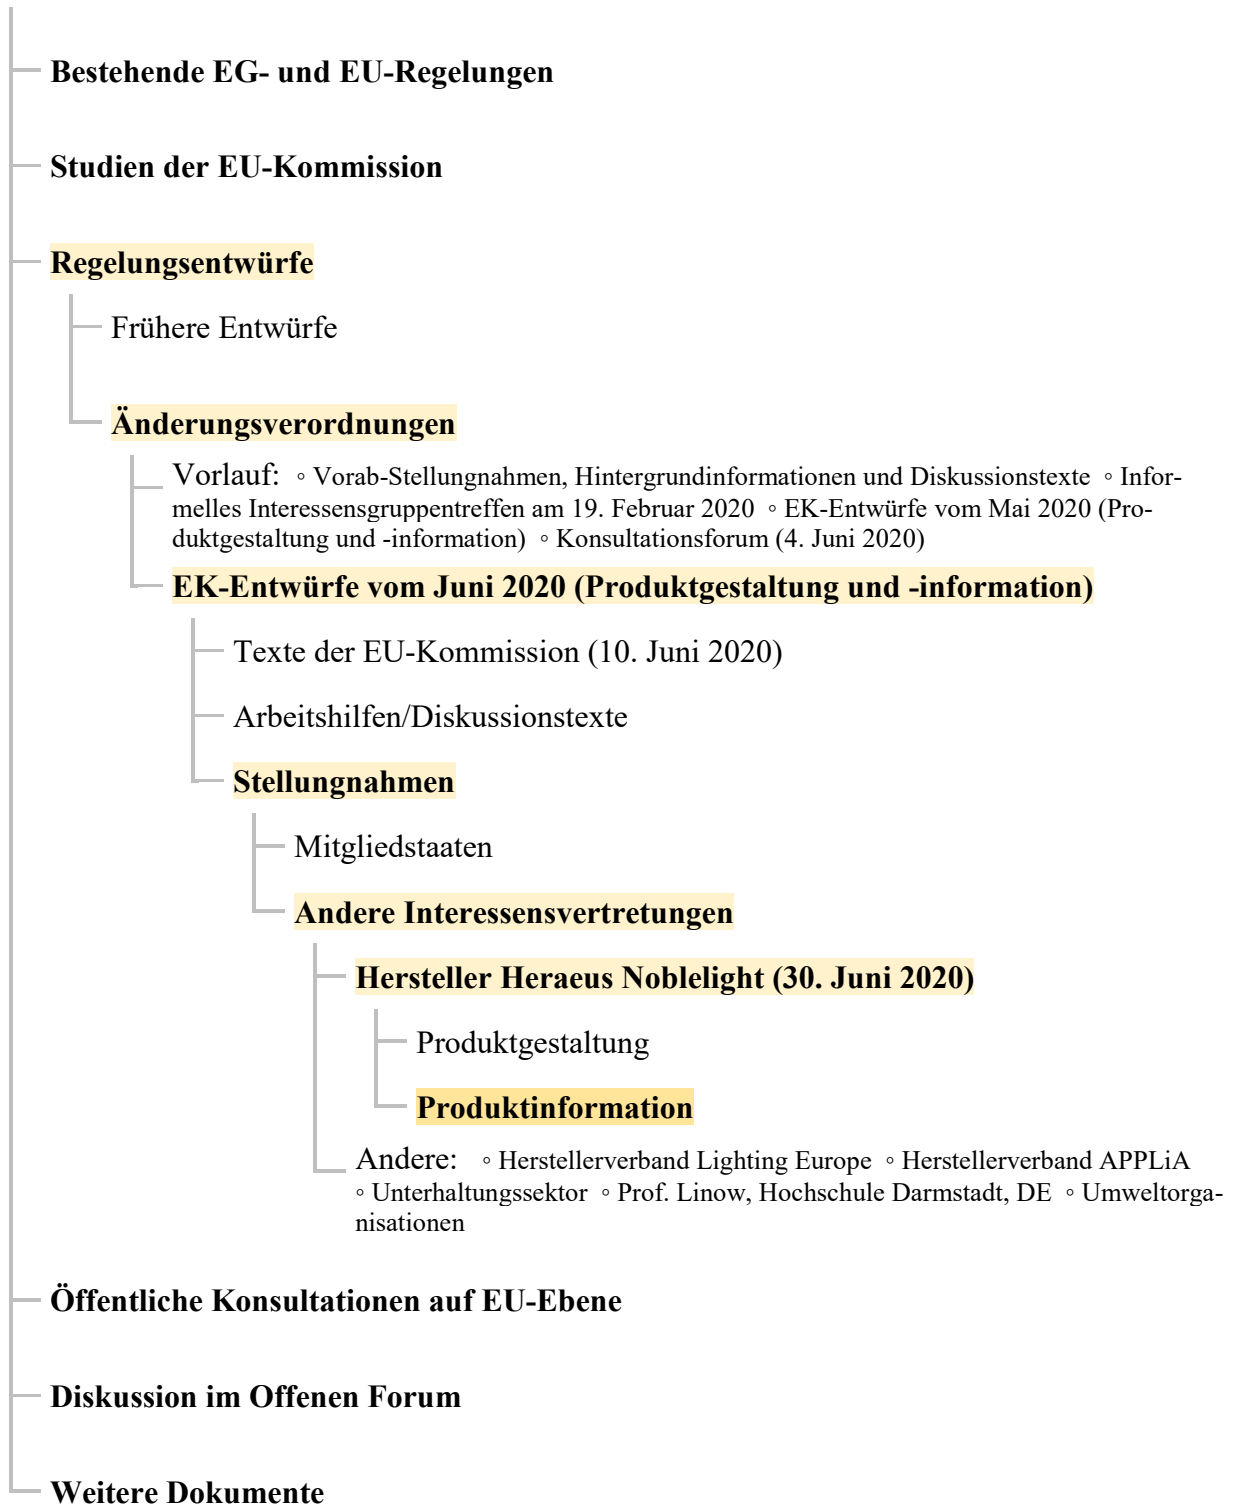 Bestehende EG- und EU-Regelungen
Studien der EU-Kommission
Regelungsentwürfe
Frühere Entwürfe
Änderungsverordnungen
Vorlauf: ◦ Vorab-Stellungnahmen, Hintergrundinformationen und Diskussionstexte ◦ Infor-
melles Interessensgruppentreffen am 19. Februar 2020 ◦ EK-Entwürfe vom Mai 2020 (Pro-
duktgestaltung und -information) ◦ Konsultationsforum (4. Juni 2020)
EK-Entwürfe vom Juni 2020 (Produktgestaltung und -information)
Texte der EU-Kommission (10. Juni 2020)
Arbeitshilfen/Diskussionstexte
Stellungnahmen
Mitgliedstaaten
Andere Interessensvertretungen
Hersteller Heraeus Noblelight (30. Juni 2020)
Produktgestaltung
Produktinformation
Andere: ◦ Herstellerverband Lighting Europe ◦ Herstellerverband APPLiA
◦ Unterhaltungssektor ◦ Prof. Linow, Hochschule Darmstadt, DE ◦ Umweltorga-
nisationen
Öffentliche Konsultationen auf EU-Ebene
Diskussion im Offenen Forum
Weitere Dokumente